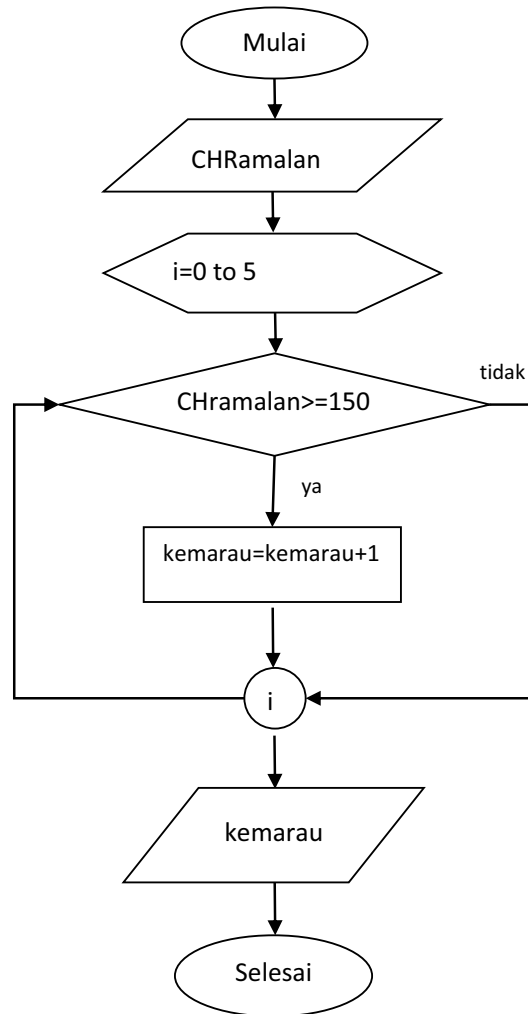 Mulai
CHRamalan
i=0 to 5
tidak
CHramalan>=150
ya
kemarau=kemarau+1
i
kemarau
Selesai